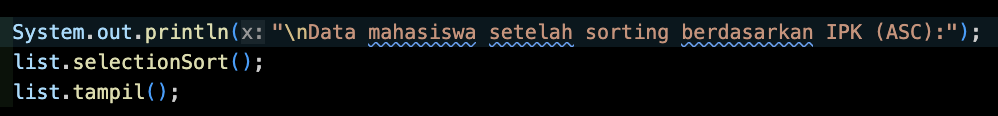 System.out.println(x: "\nData mahasiswa setelah sorting berdasarkan IPK (ASC):");
list.selectionSort();
list.tampil();